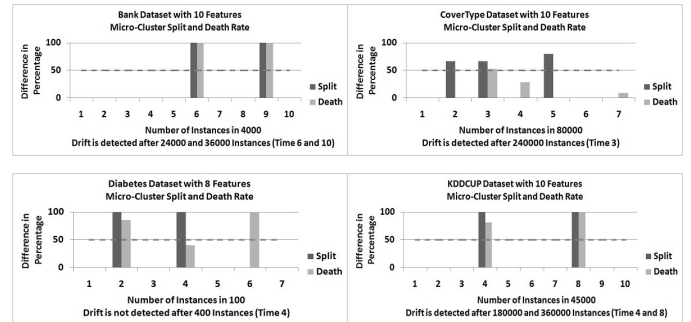 Bank Dataset with 10 Features
Micro-Cluster Split and Death Rate
Difference in
Percentage
100
50
0
1 2 3 4 5 6 7 8 9 10
Split
Death
Number of Instances in 4000
Drift is detected after 24000 and 36000 Instances (Time 6 and 10)
CoverType Dataset with 10 Features
Micro-Cluster Split and Death Rate
Difference in
Percentage
100
50
0
1 2 3 4 5 6 7
Split
Death
Number of Instances in 80000
Drift is detected after 240000 Instances (Time 3)
Diabetes Dataset with 8 Features
Micro-Cluster Split and Death Rate
Difference in
Percentage
100
50
0
1 2 3 4 5 6 7
Split
Death
Number of Instances in 100
Drift is not detected after 400 Instances (Time 4)
KDDCUP Dataset with 10 Features
Micro-Cluster Split and Death Rate
Difference in
Percentage
100
50
0
1 2 3 4 5 6 7 8 9 10
Split
Death
Number of Instances in 45000
Drift is detected after 180000 and 360000 Instances (Time 4 and 8)